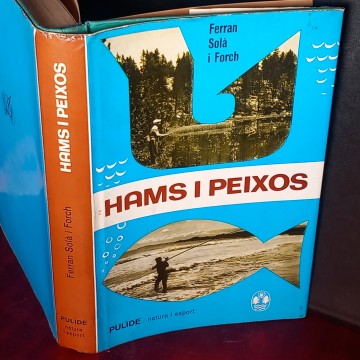 Ferran
Solà
i Forch
HAMS I PEIXOS
PULIDE natura i esport
HAMS I PEIXOS
Ferran Solà i Forch
PULIDE
natura
i esport